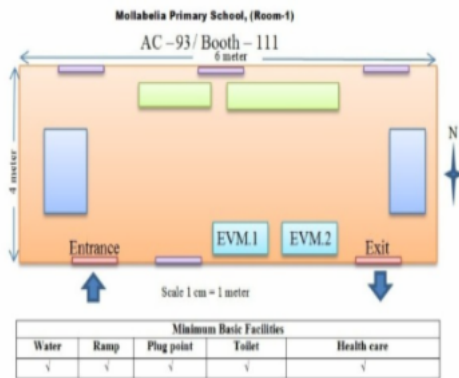 Mollabelia Primary School, (Room-1)
AC – 93/ Booth – 111
6 meter
4 meter
N
EVM.1
EVM.2
Entrance
Exit
Scale 1 cm = 1 meter
Minimum Basic Facilities
Water Ramp Plug point Toilet Health care
√ √ √ √ √